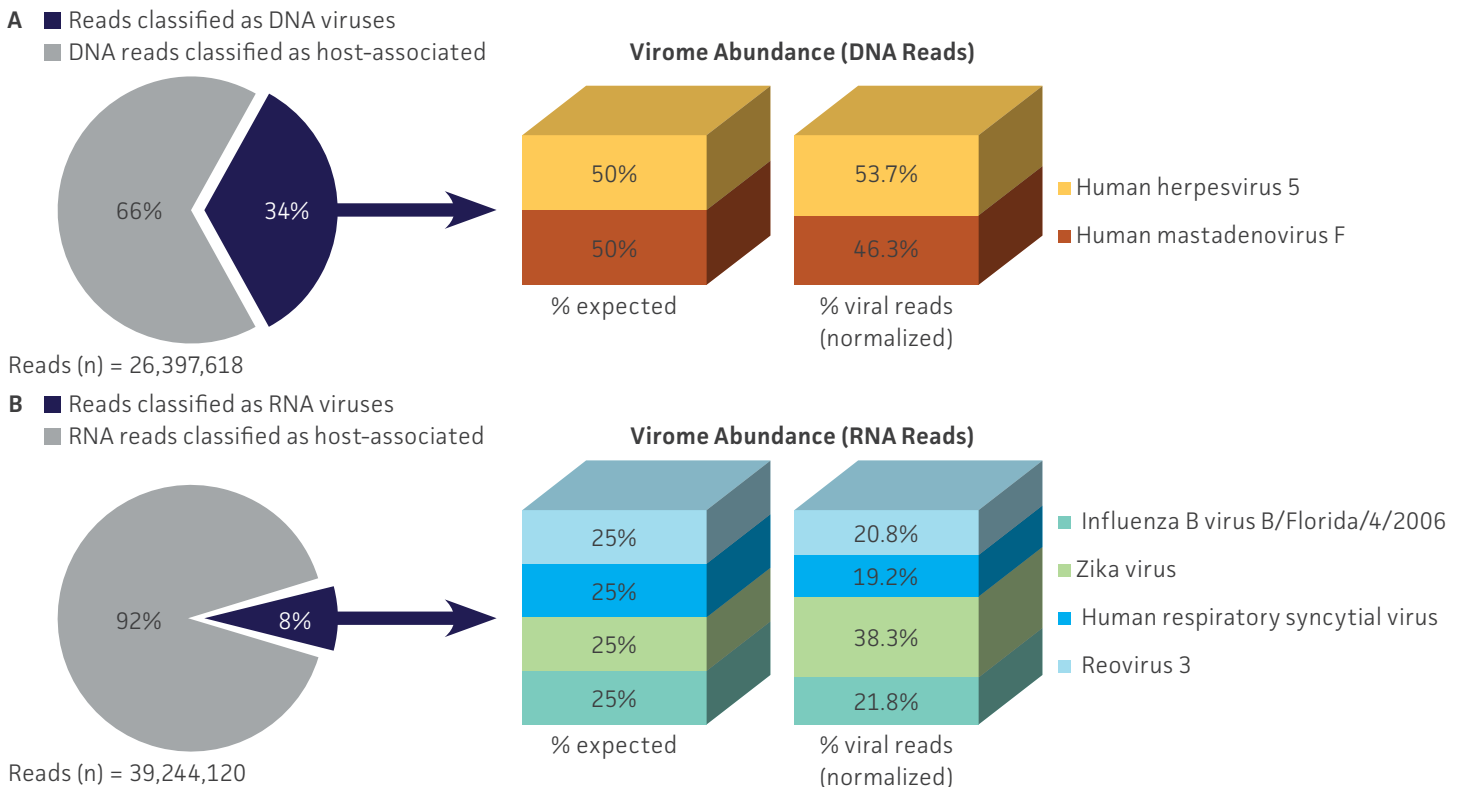 A Reads classified as DNA viruses
DNA reads classified as host-associated
Virome Abundance (DNA Reads)
66%
34%
50%
50%
% expected
53.7%
46.3%
% viral reads
(normalized)
Human herpesvirus 5
Human mastadenovirus F
Reads (n) = 26,397,618
B Reads classified as RNA viruses
RNA reads classified as host-associated
Virome Abundance (RNA Reads)
92%
8%
25%
25%
25%
25%
% expected
20.8%
19.2%
38.3%
21.8%
% viral reads
(normalized)
Influenza B virus B/Florida/4/2006
Zika virus
Human respiratory syncytial virus
Reovirus 3
Reads (n) = 39,244,120